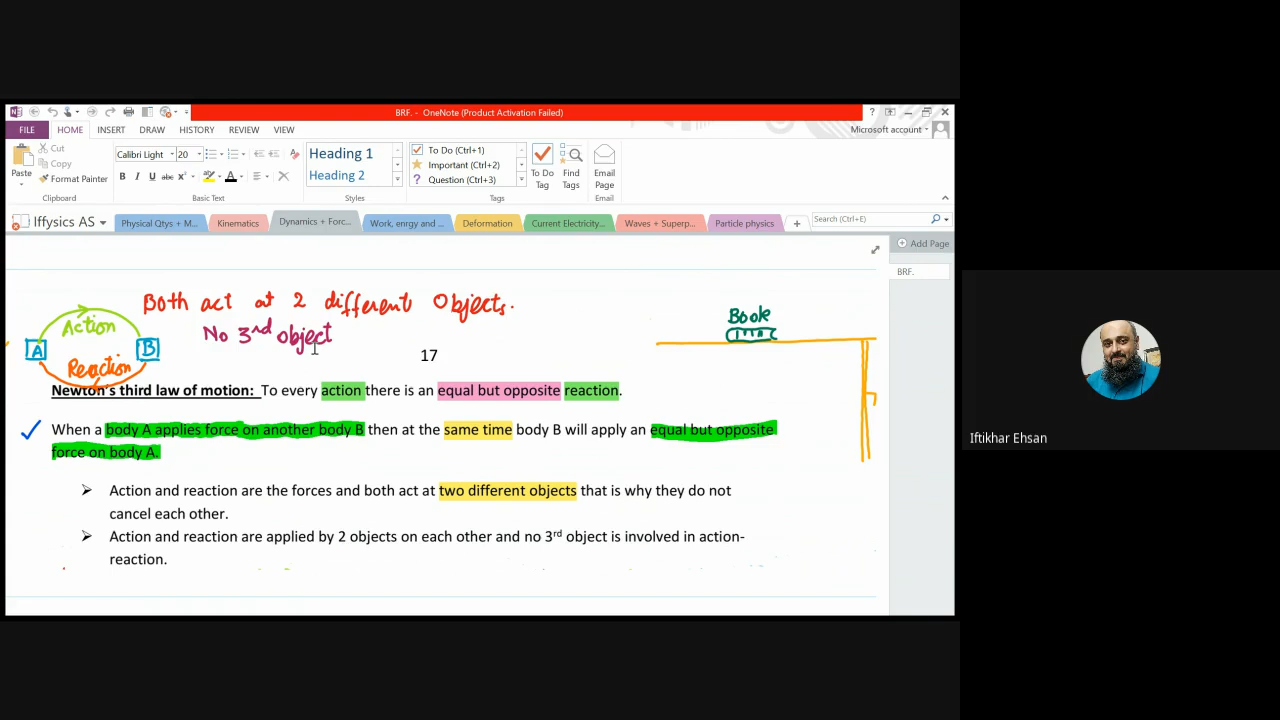 BRF. - OneNote (Product Activation Failed)
FILE HOME INSERT DRAW HISTORY REVIEW VIEW
Microsoft account
Paste
Cut
Copy
Format Painter
Clipboard
Calibri Light 20
B I U abc x² A
Basic Text
Heading 1
Heading 2
Styles
To Do (Ctrl+1)
Important (Ctrl+2)
Question (Ctrl+3)
Tags
To Do Tag
Find Tags
Email Page
Email
Iffysics AS
Physical Qtys + M...
Kinematics
Dynamics + Forc...
Work, enrgy and ...
Deformation
Current Electricity...
Waves + Superp...
Particle physics
Search (Ctrl+E)
Add Page
BRF.
Both act at 2 different Objects.
No 3rd object
Action
A
B
Reaction
Book
17
Newton's third law of motion: To every action there is an equal but opposite reaction.
When a body A applies force on another body B then at the same time body B will apply an equal but opposite
force on body A.
Action and reaction are the forces and both act at two different objects that is why they do not
cancel each other.
Action and reaction are applied by 2 objects on each other and no 3rd object is involved in action-
reaction.
Iftikhar Ehsan